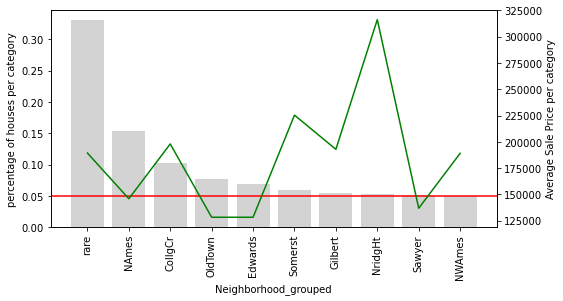 percentage of houses per category
0.30
0.25
0.20
0.15
0.10
0.05
0.00
325000
300000
275000
250000
225000
200000
175000
150000
125000
Average Sale Price per category
rare
NAmes
CollgCr
OldTown
Edwards
Somerst
Gilbert
NridgHt
Sawyer
NWAmes
Neighborhood_grouped